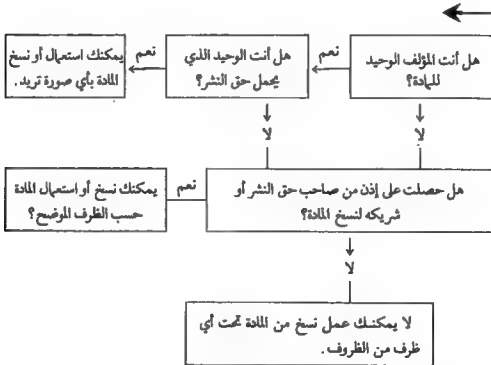 هل أنت المؤلف الوحيد
للمادة؟
نعم
هل أنت الوحيد الذي
يحمل حق النشر؟
نعم
يمكنك استعمال أو نسخ
المادة بأي صورة تريد.
لا
لا
هل حصلت على إذن من صاحب حق النشر أو
شريكه لنسخ المادة؟
نعم
يمكنك نسخ أو استعمال المادة
حسب الظرف الموضح؟
لا
لا يمكنك عمل نسخ من المادة تحت أي
ظرف من الظروف.